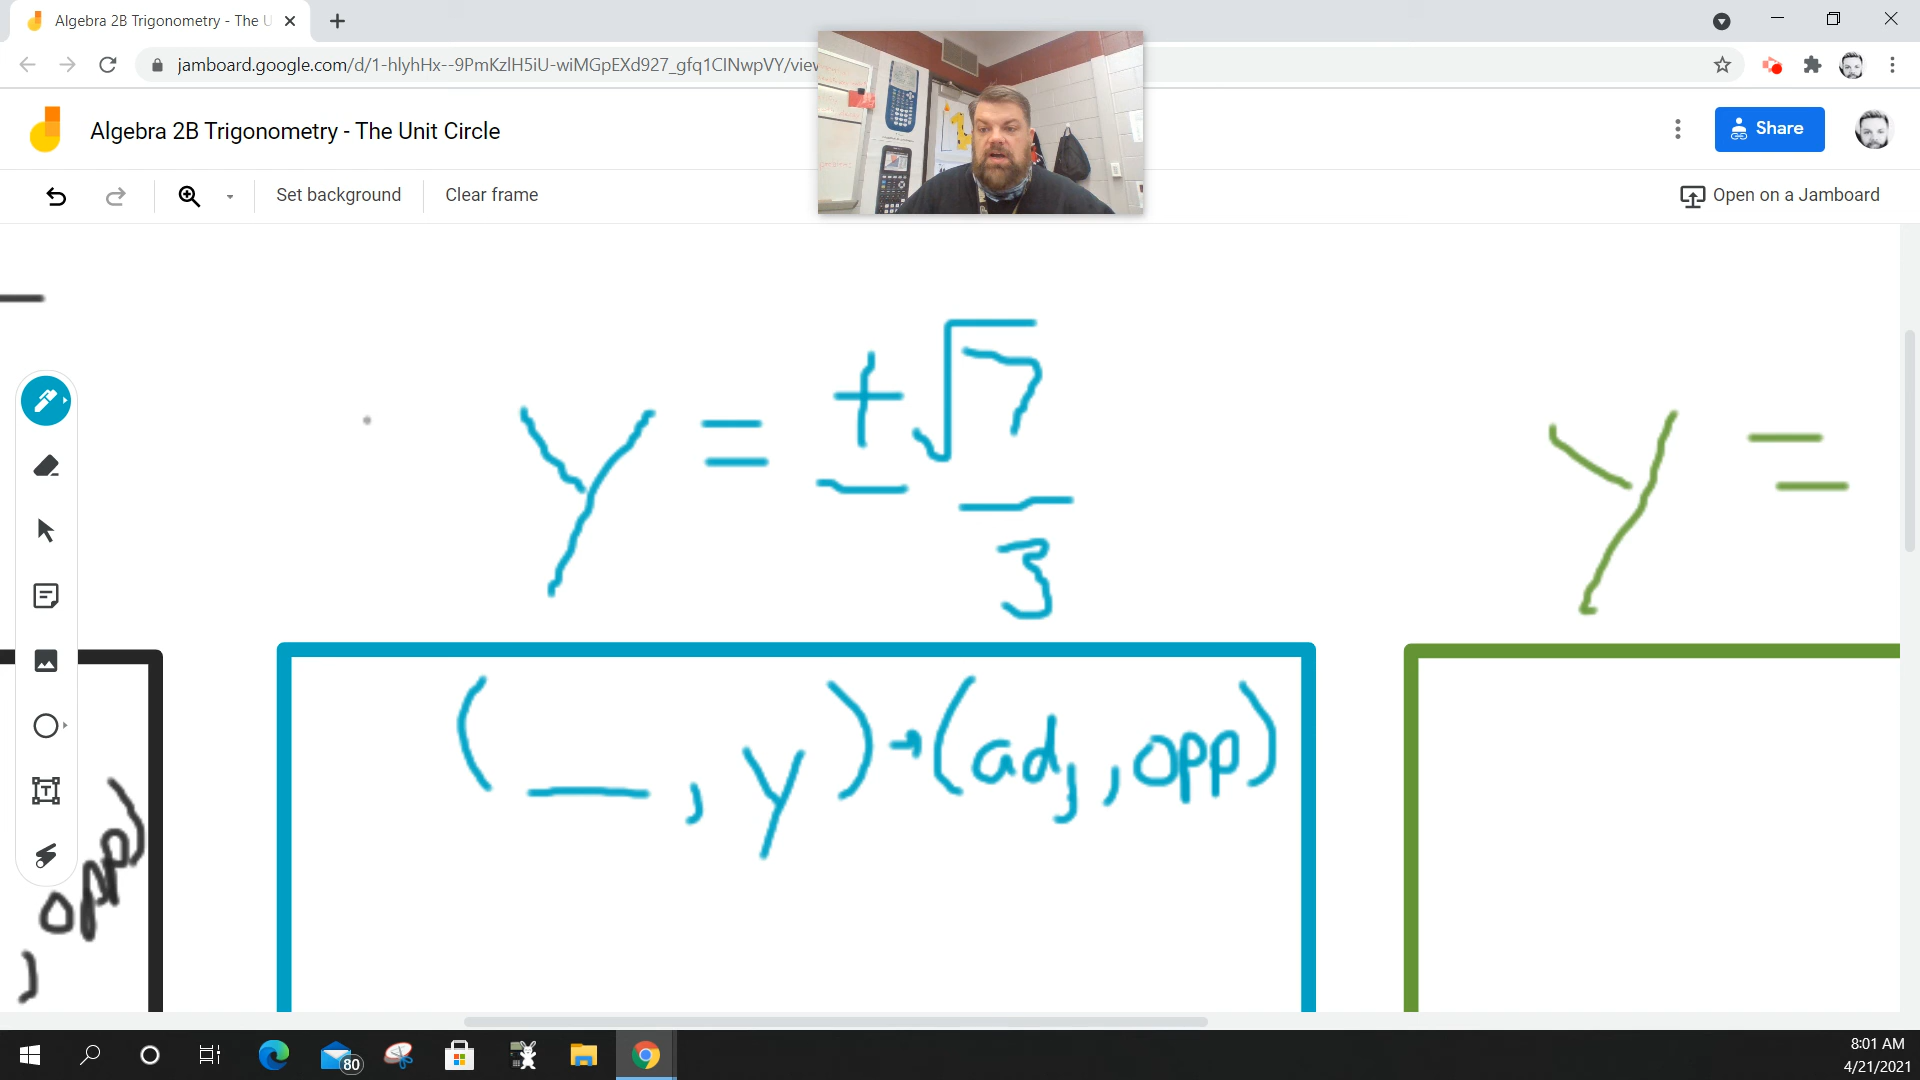 Algebra 2B Trigonometry - The U
jamboard.google.com/d/1-hlyhHx--9PmKzlH5iU-wiMGpEXd927_gfq1ClNwpVY/view
Algebra 2B Trigonometry - The Unit Circle
Share
Set background
Clear frame
Open on a Jamboard
y = ±√7/3
y =
( __ , y ) → (adj, opp)
, opp)
80
8:01 AM
4/21/2021